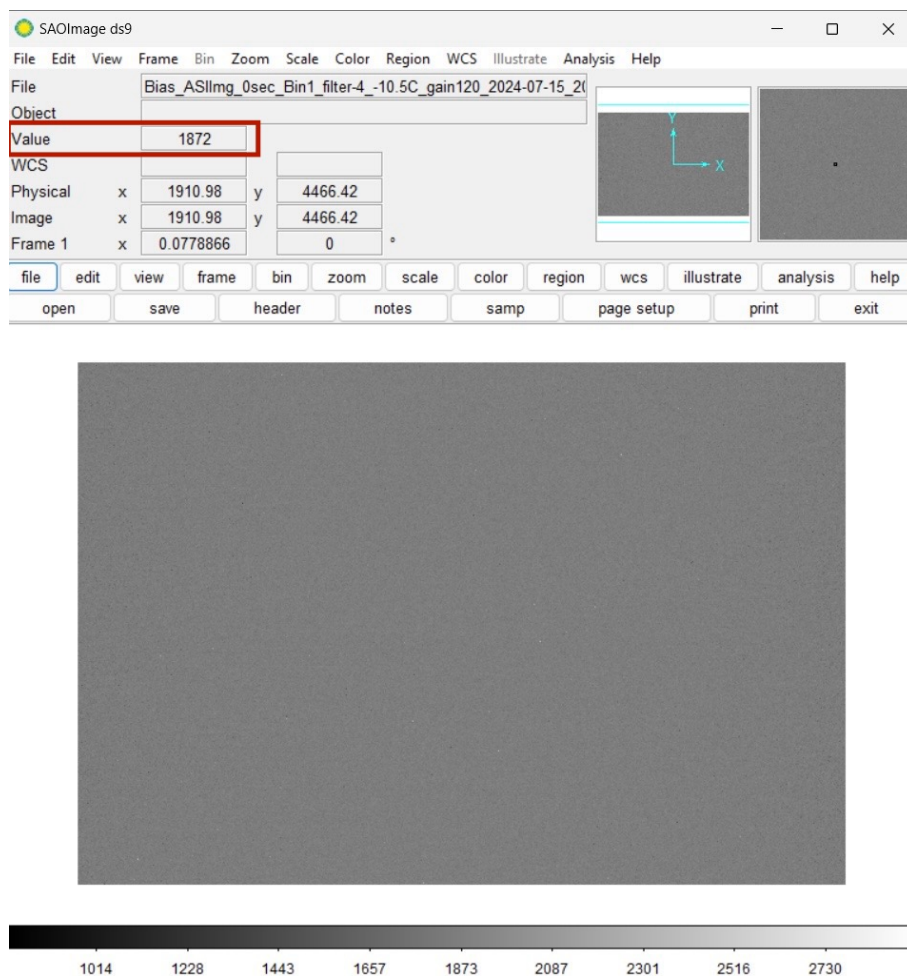 SAOImage ds9
File Edit View Frame Bin Zoom Scale Color Region WCS Illustrate Analysis Help
File Bias_ASIImg_0sec_Bin1_filter-4_-10.5C_gain120_2024-07-15_20
Object
Value 1872
WCS
Physical x 1910.98 y 4466.42
Image x 1910.98 y 4466.42
Frame 1 x 0.0778866 0 °
Y
X
file edit view frame bin zoom scale color region wcs illustrate analysis help
open save header notes samp page setup print exit
1014 1228 1443 1657 1873 2087 2301 2516 2730